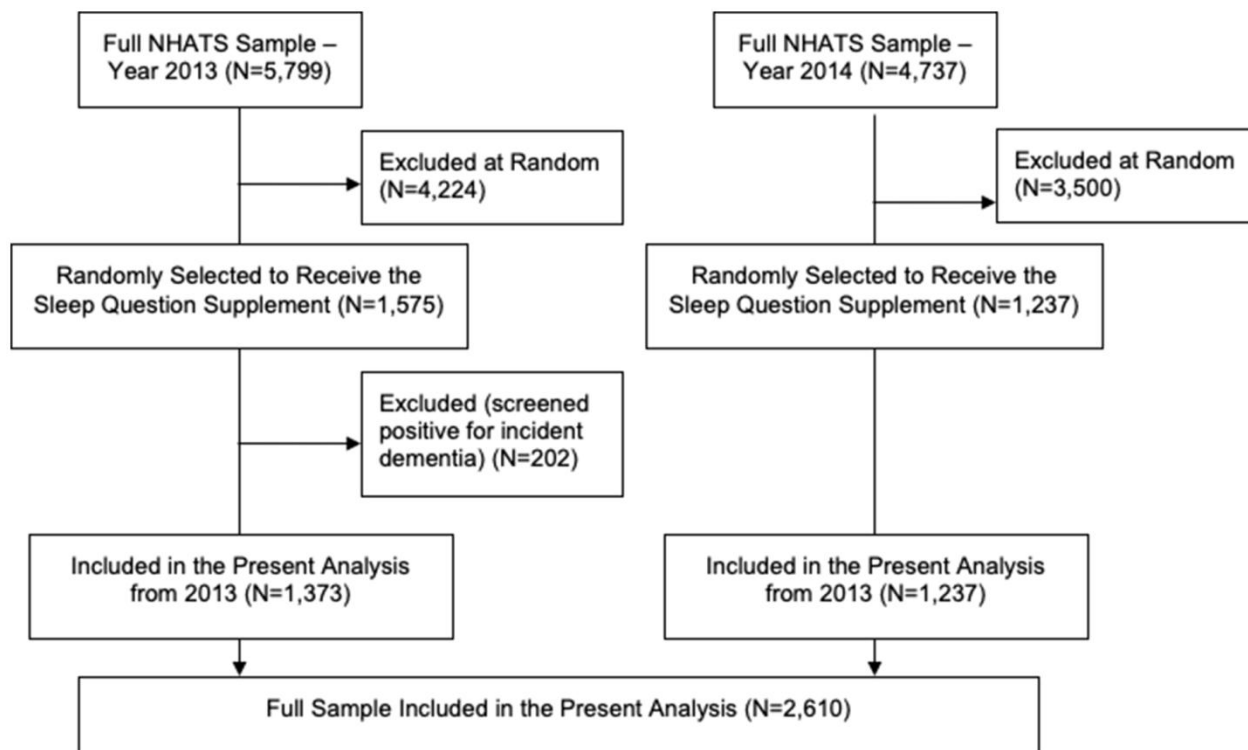 Full NHATS Sample –
Year 2013 (N=5,799)
Full NHATS Sample –
Year 2014 (N=4,737)
Excluded at Random
(N=4,224)
Excluded at Random
(N=3,500)
Randomly Selected to Receive the
Sleep Question Supplement (N=1,575)
Randomly Selected to Receive the
Sleep Question Supplement (N=1,237)
Excluded (screened
positive for incident
dementia) (N=202)
Included in the Present Analysis
from 2013 (N=1,373)
Included in the Present Analysis
from 2013 (N=1,237)
Full Sample Included in the Present Analysis (N=2,610)